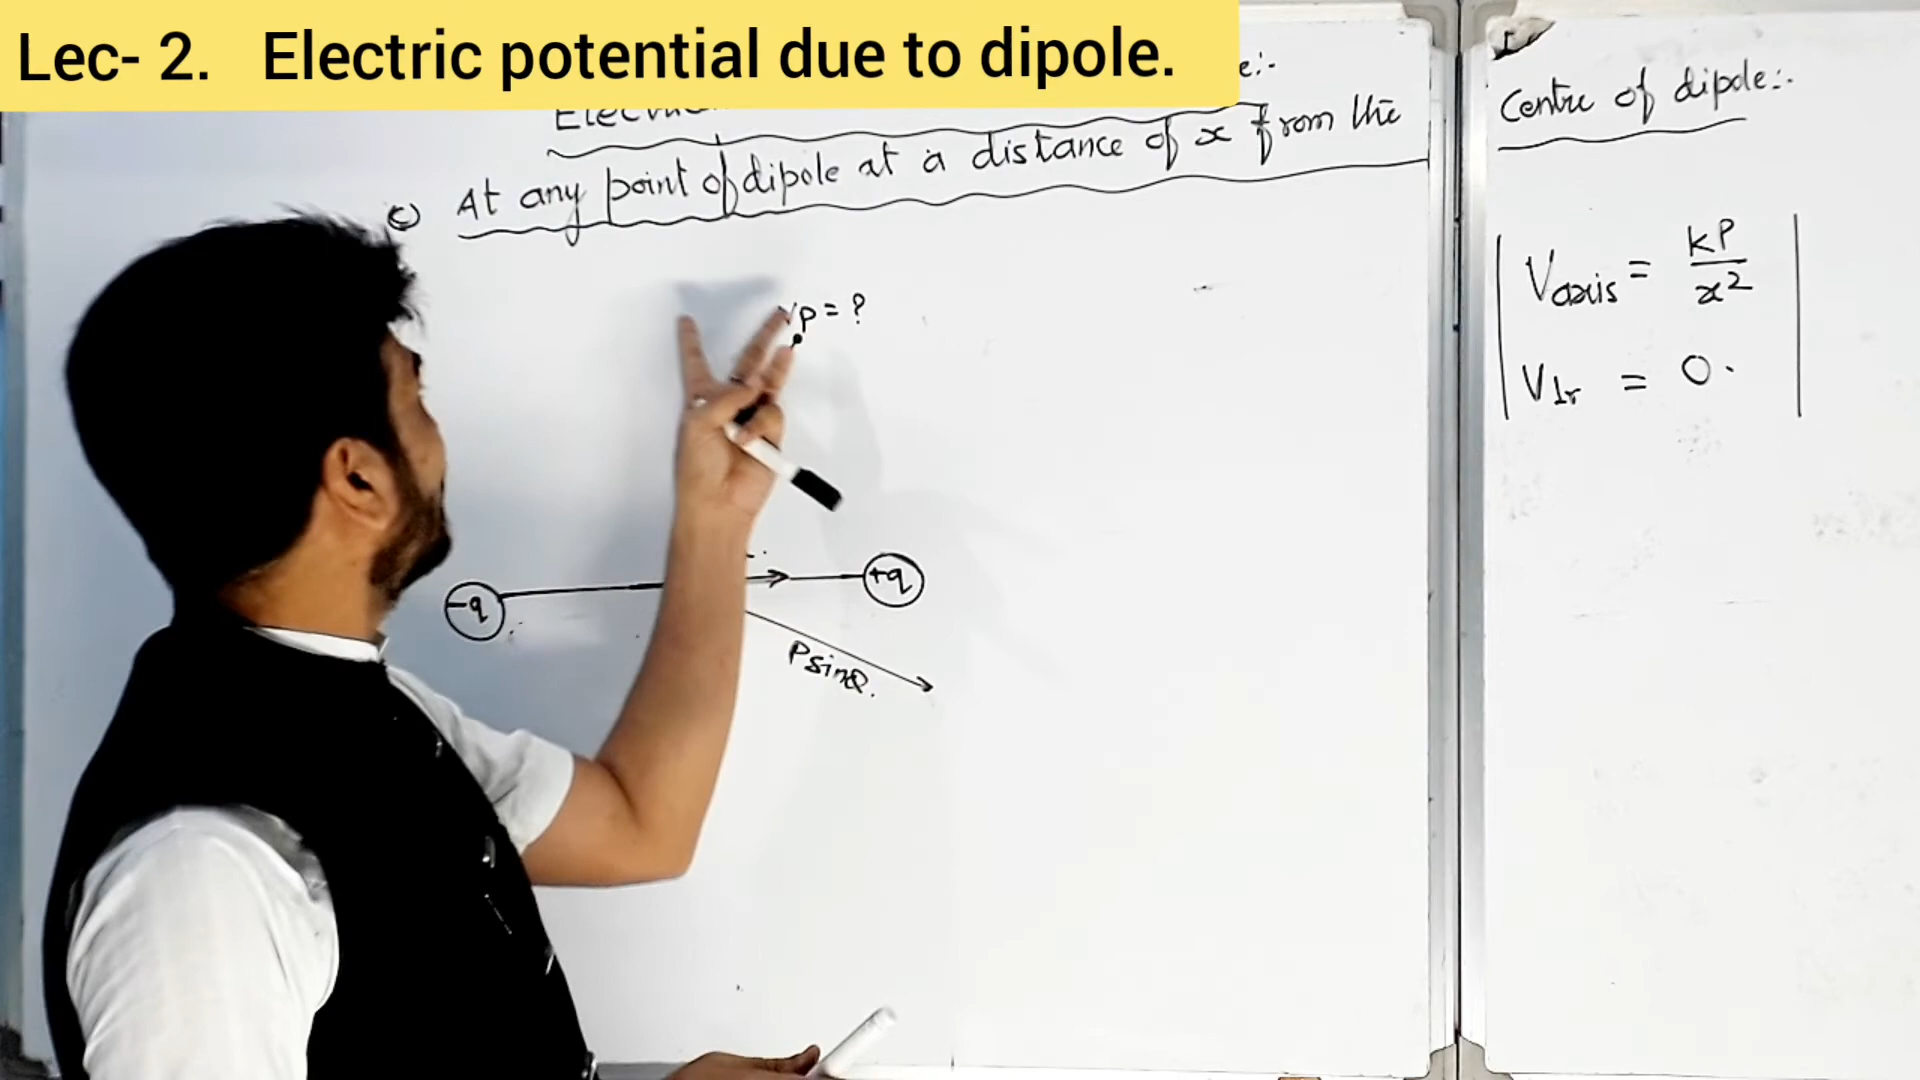 Lec- 2. Electric potential due to dipole.
e:-
c) At any point of dipole at a distance of x from the
Centre of dipole:-
Vaxis = kP/x²
V⊥r = 0.
Vp = ?
-q
+q
P sinθ.